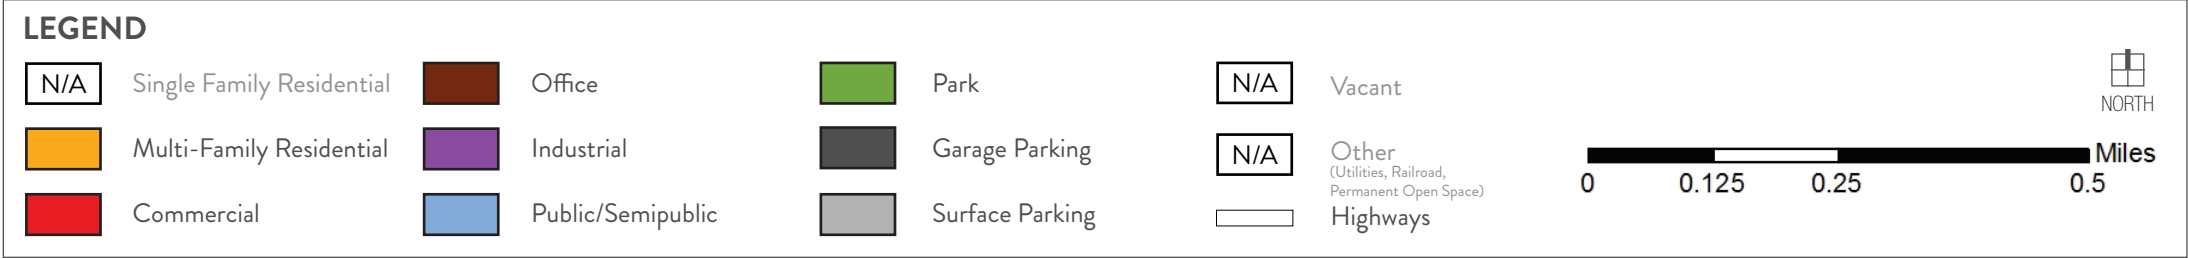 LEGEND
N/A Single Family Residential
Multi-Family Residential
Commercial
Office
Industrial
Public/Semipublic
Park
Garage Parking
Surface Parking
N/A Vacant
N/A Other
(Utilities, Railroad,
Permanent Open Space)
Highways
NORTH
Miles
0 0.125 0.25 0.5